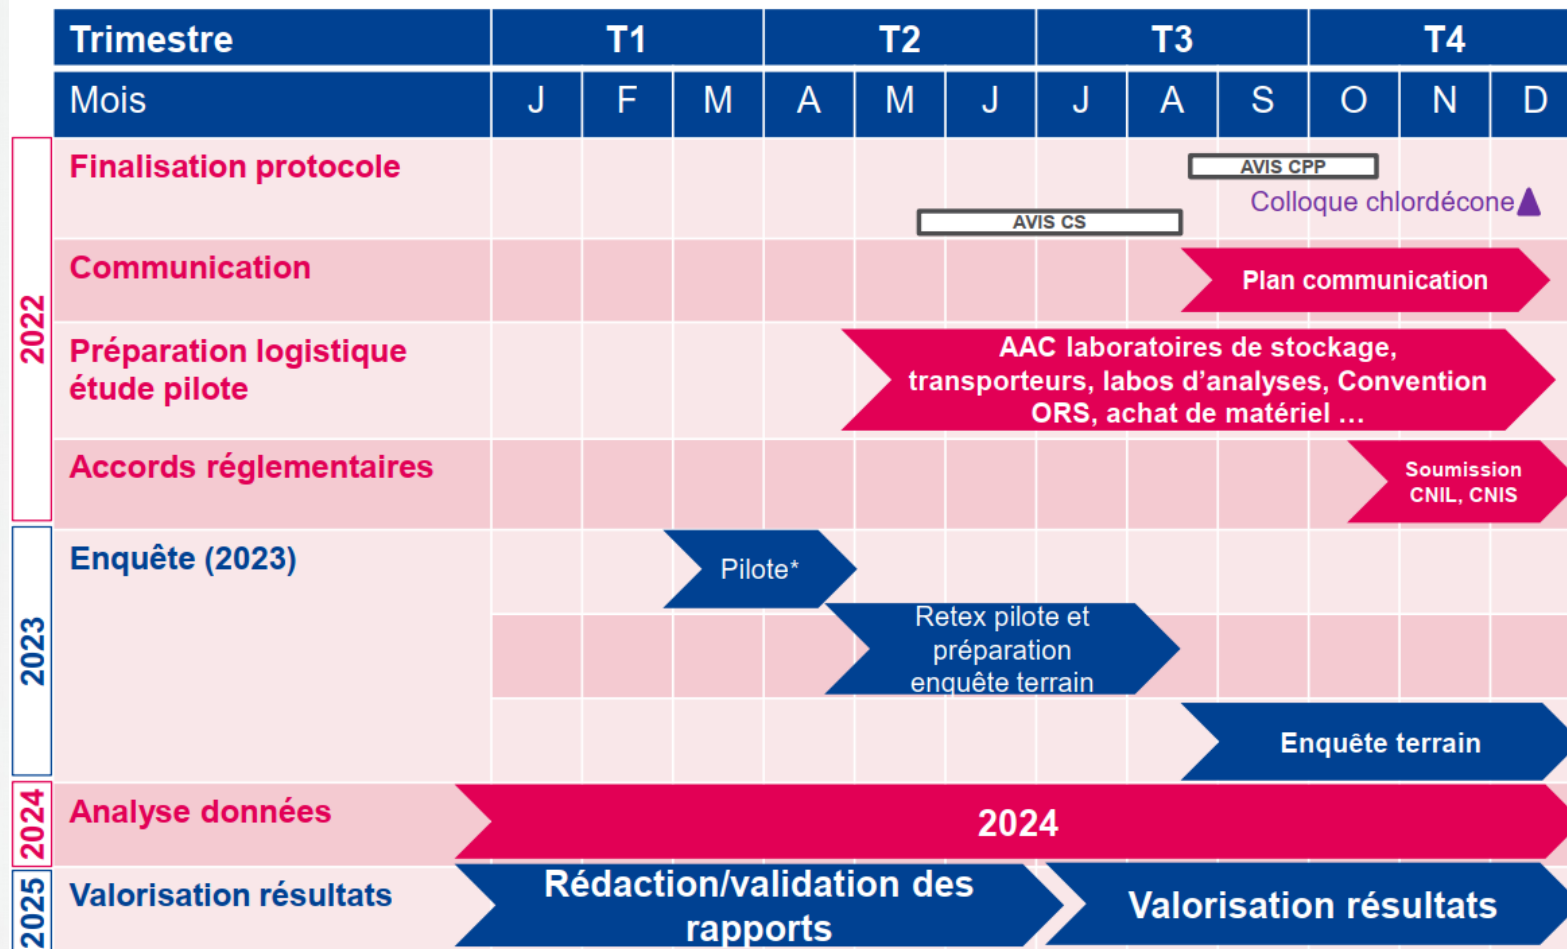 Trimestre T1 T2 T3 T4
Mois J F M A M J J A S O N D
2022
Finalisation protocole
AVIS CPP
Colloque chlordécone
AVIS CS
Communication
Plan communication
Préparation logistique
étude pilote
AAC laboratoires de stockage,
transporteurs, labos d'analyses, Convention
ORS, achat de matériel ...
Accords réglementaires
Soumission
CNIL, CNIS
2023
Enquête (2023)
Pilote*
Retex pilote et
préparation
enquête terrain
Enquête terrain
2024
Analyse données
2024
2025
Valorisation résultats
Rédaction/validation des
rapports
Valorisation résultats